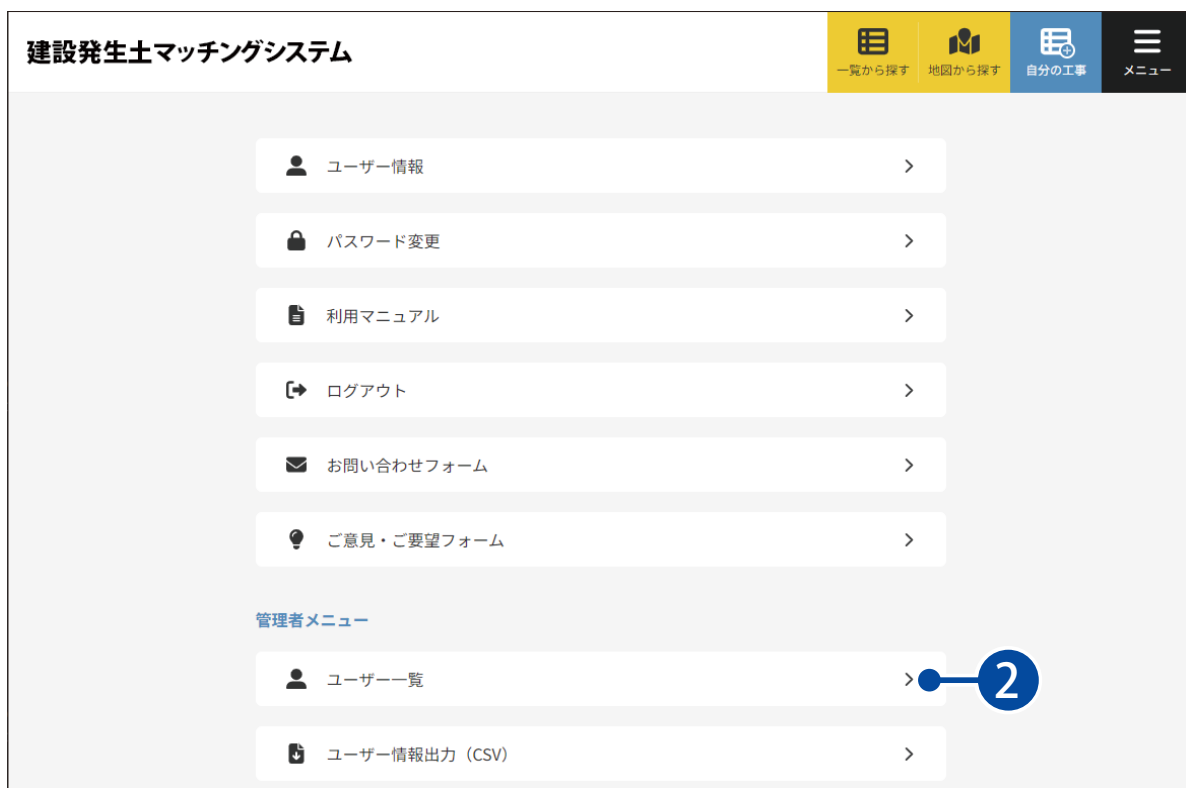 建設発生土マッチングシステム
一覧から探す
地図から探す
自分の工事
メニュー
ユーザー情報
パスワード変更
利用マニュアル
ログアウト
お問い合わせフォーム
ご意見・ご要望フォーム
管理者メニュー
ユーザー一覧
2
ユーザー情報出力（CSV）